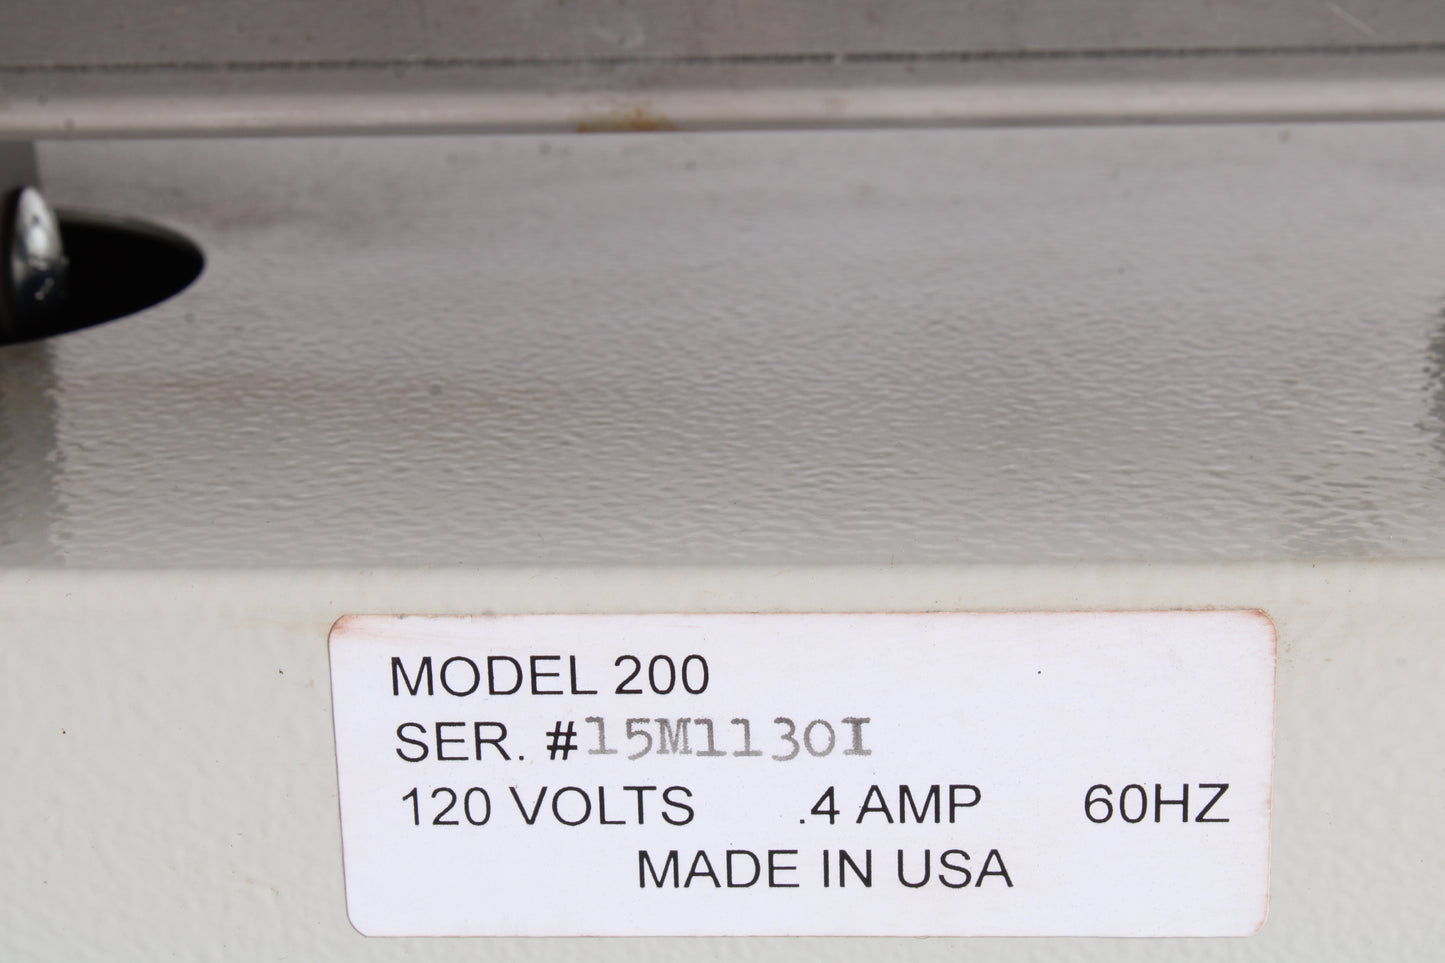 MODEL 200
SER. #15M1130I
120 VOLTS .4 AMP 60HZ
MADE IN USA